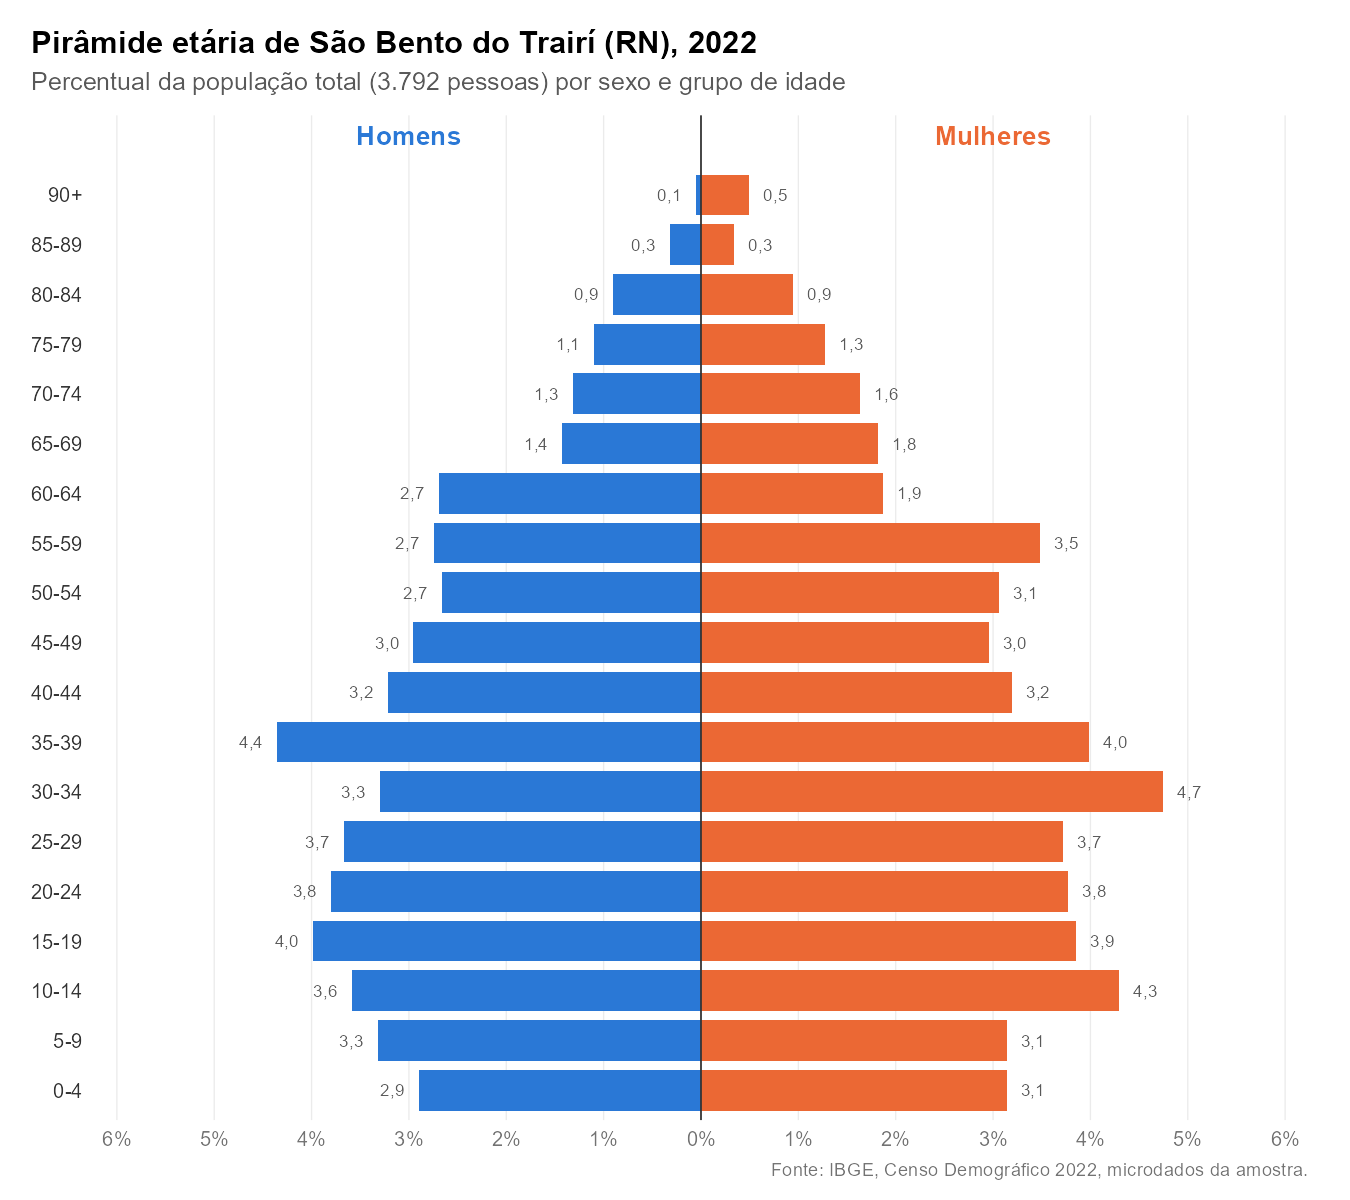 Pirâmide etária de São Bento do Trairí (RN), 2022
Percentual da população total (3.792 pessoas) por sexo e grupo de idade
Homens Mulheres
90+ 0,1 0,5
85-89 0,3 0,3
80-84 0,9 0,9
75-79 1,1 1,3
70-74 1,3 1,6
65-69 1,4 1,8
60-64 2,7 1,9
55-59 2,7 3,5
50-54 2,7 3,1
45-49 3,0 3,0
40-44 3,2 3,2
35-39 4,4 4,0
30-34 3,3 4,7
25-29 3,7 3,7
20-24 3,8 3,8
15-19 4,0 3,9
10-14 3,6 4,3
5-9 3,3 3,1
0-4 2,9 3,1
6% 5% 4% 3% 2% 1% 0% 1% 2% 3% 4% 5% 6%
Fonte: IBGE, Censo Demográfico 2022, microdados da amostra.